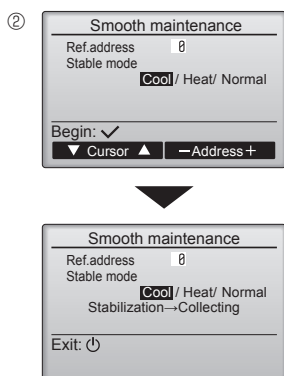 ②
Smooth maintenance
Ref.address 0
Stable mode
Cool / Heat/ Normal
Begin: ✓
▼ Cursor ▲ −Address+
Smooth maintenance
Ref.address 0
Stable mode
Cool / Heat/ Normal
Stabilization→Collecting
Exit: ⏻